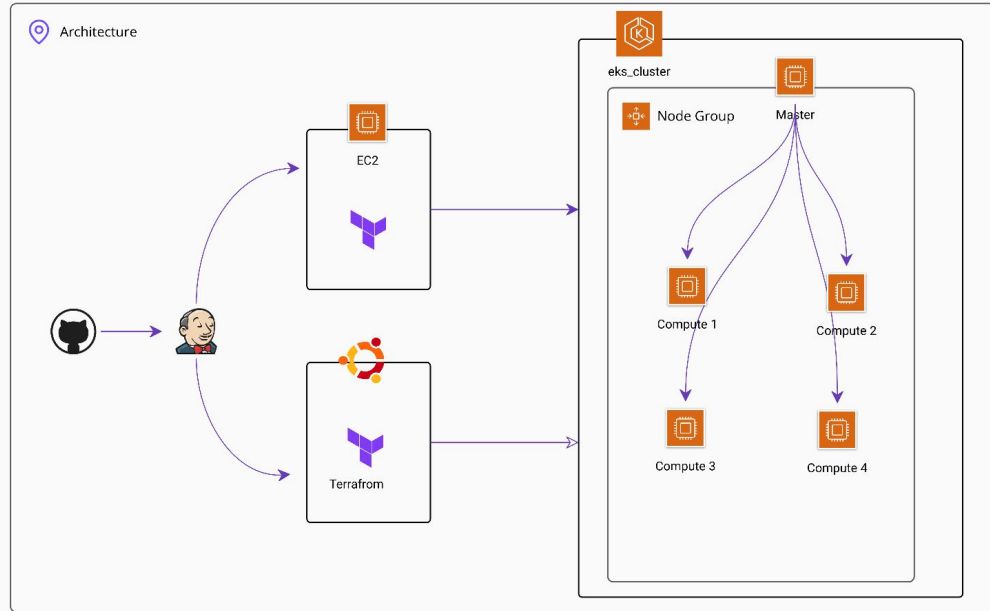 Architecture
eks_cluster
Node Group
Master
EC2
Compute 1
Compute 2
Terrafrom
Compute 3
Compute 4